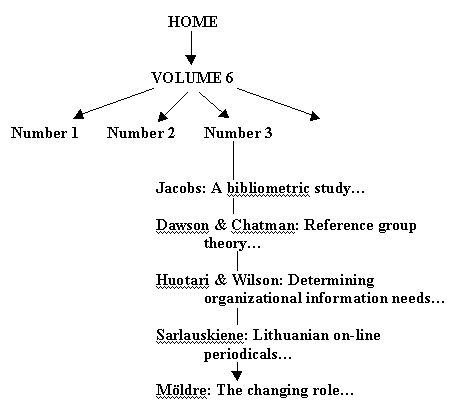 HOME
VOLUME 6
Number 1 Number 2 Number 3
Jacobs: A bibliometric study…
Dawson & Chatman: Reference group
theory…
Huotari & Wilson: Determining
organizational information needs…
Sarlauskiene: Lithuanian on-line
periodicals…
Möldre: The changing role…